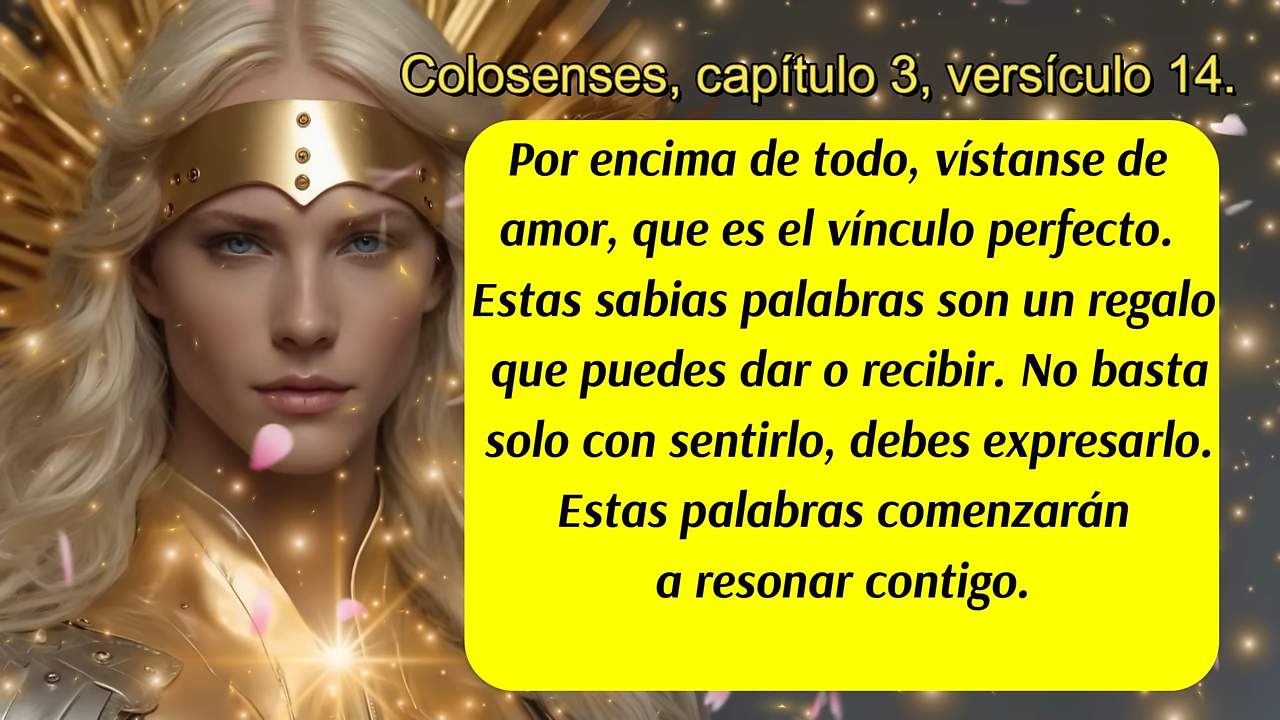 Colosenses, capítulo 3, versículo 14.
Por encima de todo, vístanse de
amor, que es el vínculo perfecto.
Estas sabias palabras son un regalo
que puedes dar o recibir. No basta
solo con sentirlo, debes expresarlo.
Estas palabras comenzarán
a resonar contigo.